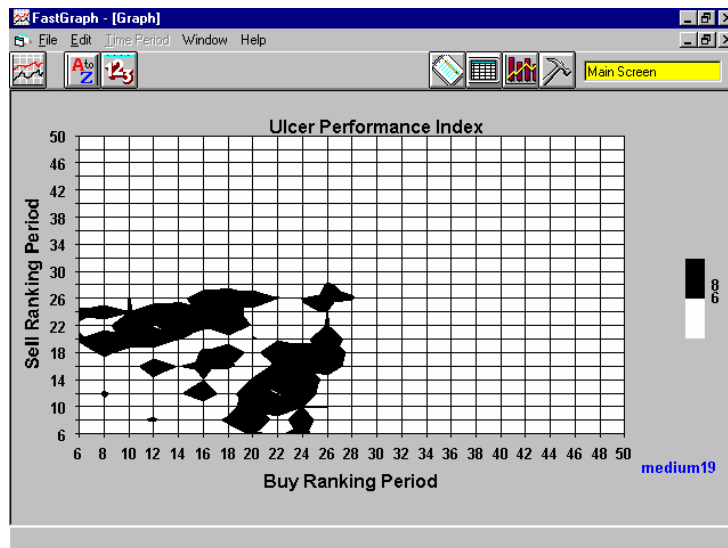 FastGraph - [Graph]
File Edit Time Period Window Help
A to Z 123 Main Screen
Ulcer Performance Index
50
46
42
38
34
30
26
22
18
14
10
6
Sell Ranking Period
6 8 10 12 14 16 18 20 22 24 26 28 30 32 34 36 38 40 42 44 46 48 50
Buy Ranking Period
8
6
medium19